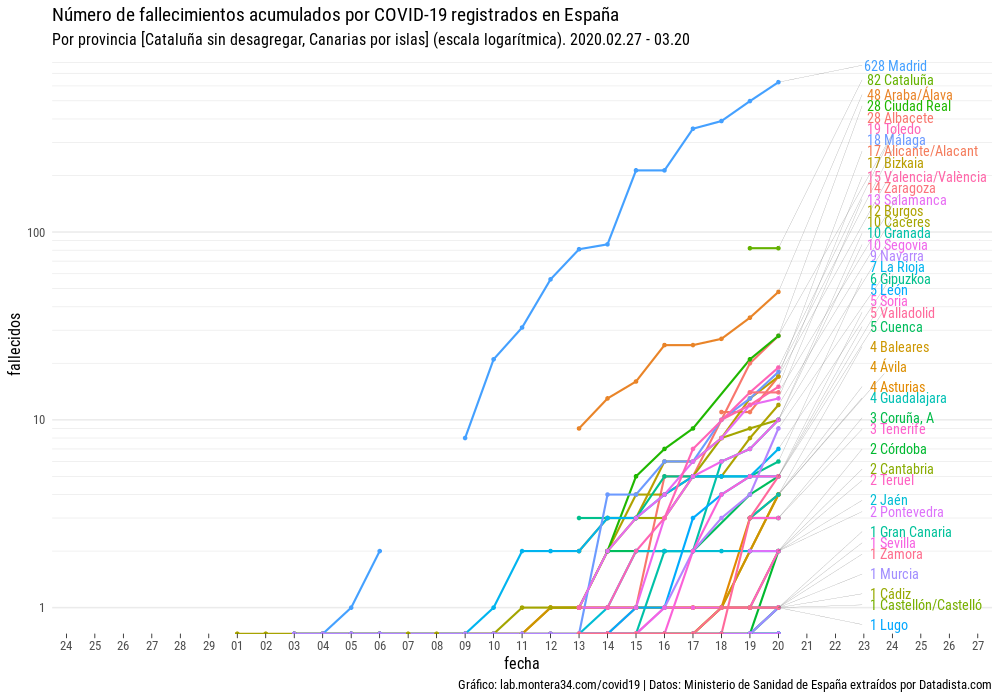 Número de fallecimientos acumulados por COVID-19 registrados en España
Por provincia [Cataluña sin desagregar, Canarias por islas] (escala logarítmica). 2020.02.27 - 03.20
628 Madrid
82 Cataluña
48 Araba/Álava
28 Ciudad Real
28 Albacete
19 Toledo
18 Málaga
17 Alicante/Alacant
17 Bizkaia
15 Valencia/València
14 Zaragoza
13 Salamanca
12 Burgos
10 Cáceres
10 Granada
10 Segovia
9 Navarra
7 La Rioja
6 Gipuzkoa
5 León
5 Soria
5 Valladolid
5 Cuenca
4 Baleares
4 Ávila
4 Asturias
4 Guadalajara
3 Coruña, A
3 Tenerife
2 Córdoba
2 Cantabria
2 Teruel
2 Jaén
2 Pontevedra
1 Gran Canaria
1 Sevilla
1 Zamora
1 Murcia
1 Cádiz
1 Castellón/Castelló
1 Lugo
100
10
1
fallecidos
24 25 26 27 28 29 01 02 03 04 05 06 07 08 09 10 11 12 13 14 15 16 17 18 19 20 21 22 23 24 25 26 27
fecha
Gráfico: lab.montera34.com/covid19 | Datos: Ministerio de Sanidad de España extraídos por Datadista.com